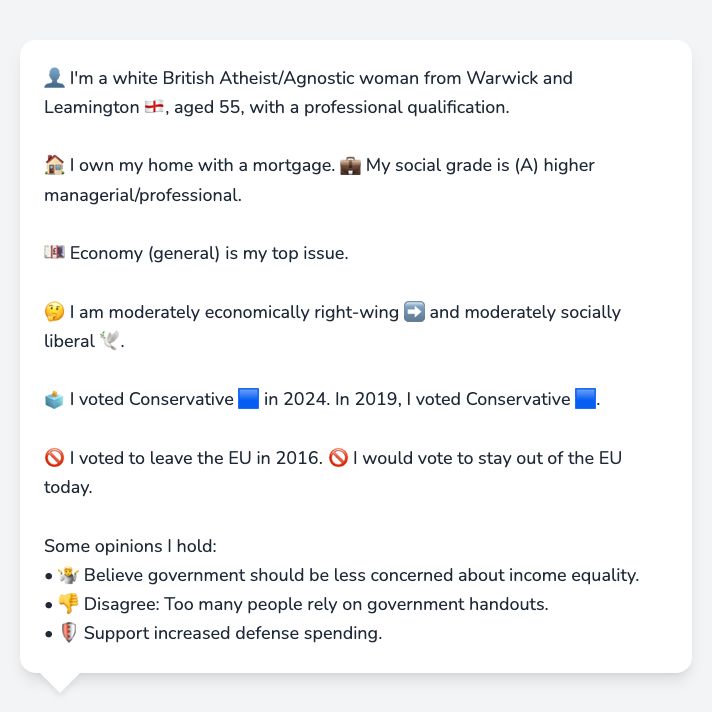 👤 I'm a white British Atheist/Agnostic woman from Warwick and
Leamington 🏴󠁧󠁢󠁥󠁮󠁧󠁿, aged 55, with a professional qualification.
🏠 I own my home with a mortgage. 💼 My social grade is (A) higher
managerial/professional.
💷 Economy (general) is my top issue.
🤔 I am moderately economically right-wing ➡️ and moderately socially
liberal 🕊️.
🗳️ I voted Conservative 🟦 in 2024. In 2019, I voted Conservative 🟦.
🚫 I voted to leave the EU in 2016. 🚫 I would vote to stay out of the EU
today.
Some opinions I hold:
• 🤷 Believe government should be less concerned about income equality.
• 👎 Disagree: Too many people rely on government handouts.
• 🛡️ Support increased defense spending.